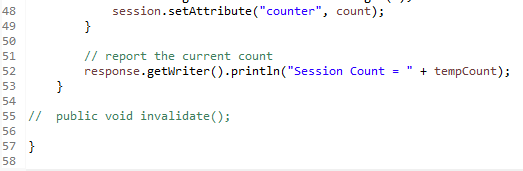 48 session.setAttribute("counter", count);
49 }
50
51 // report the current count
52 response.getWriter().println("Session Count = " + tempCount);
53 }
54
55 // public void invalidate();
56
57 }
58